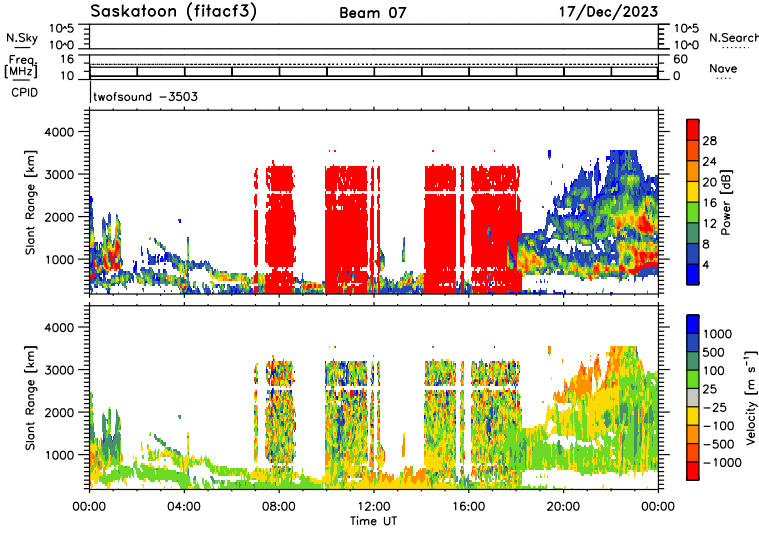 Saskatoon (fitacf3) Beam 07 17/Dec/2023
N.Sky 10^5 10^0 10^5 10^0 N.Search
Freq. [MHz] 16 10 60 0 Nave
CPID twofsound -3503
Slant Range [km] 4000 3000 2000 1000
28 24 20 16 12 8 4 Power [dB]
Slant Range [km] 4000 3000 2000 1000
1000 500 100 25 -25 -100 -500 -1000 Velocity [m s⁻¹]
00:00 04:00 08:00 12:00 16:00 20:00 00:00
Time UT